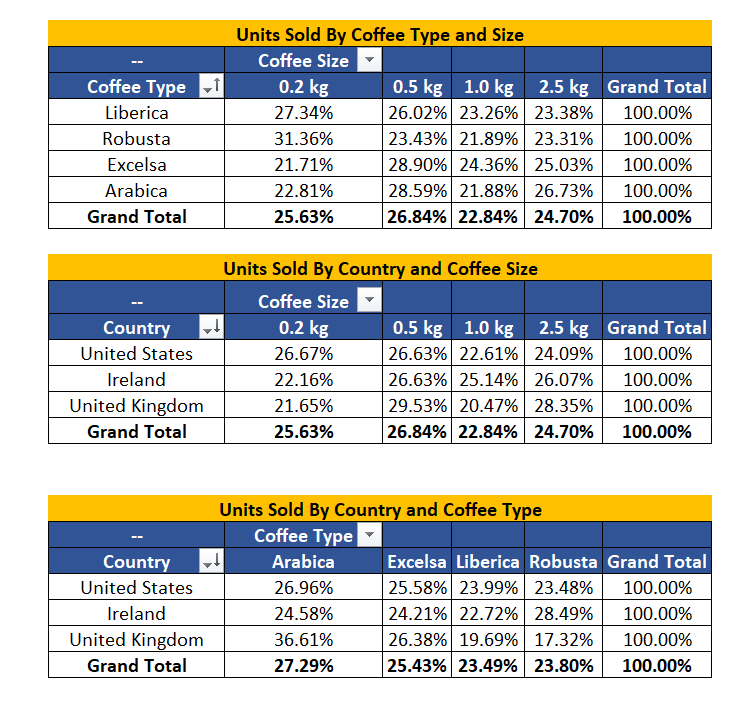 Units Sold By Coffee Type and Size
-- Coffee Size
Coffee Type 0.2 kg 0.5 kg 1.0 kg 2.5 kg Grand Total
Liberica 27.34% 26.02% 23.26% 23.38% 100.00%
Robusta 31.36% 23.43% 21.89% 23.31% 100.00%
Excelsa 21.71% 28.90% 24.36% 25.03% 100.00%
Arabica 22.81% 28.59% 21.88% 26.73% 100.00%
Grand Total 25.63% 26.84% 22.84% 24.70% 100.00%
Units Sold By Country and Coffee Size
-- Coffee Size
Country 0.2 kg 0.5 kg 1.0 kg 2.5 kg Grand Total
United States 26.67% 26.63% 22.61% 24.09% 100.00%
Ireland 22.16% 26.63% 25.14% 26.07% 100.00%
United Kingdom 21.65% 29.53% 20.47% 28.35% 100.00%
Grand Total 25.63% 26.84% 22.84% 24.70% 100.00%
Units Sold By Country and Coffee Type
-- Coffee Type
Country Arabica Excelsa Liberica Robusta Grand Total
United States 26.96% 25.58% 23.99% 23.48% 100.00%
Ireland 24.58% 24.21% 22.72% 28.49% 100.00%
United Kingdom 36.61% 26.38% 19.69% 17.32% 100.00%
Grand Total 27.29% 25.43% 23.49% 23.80% 100.00%